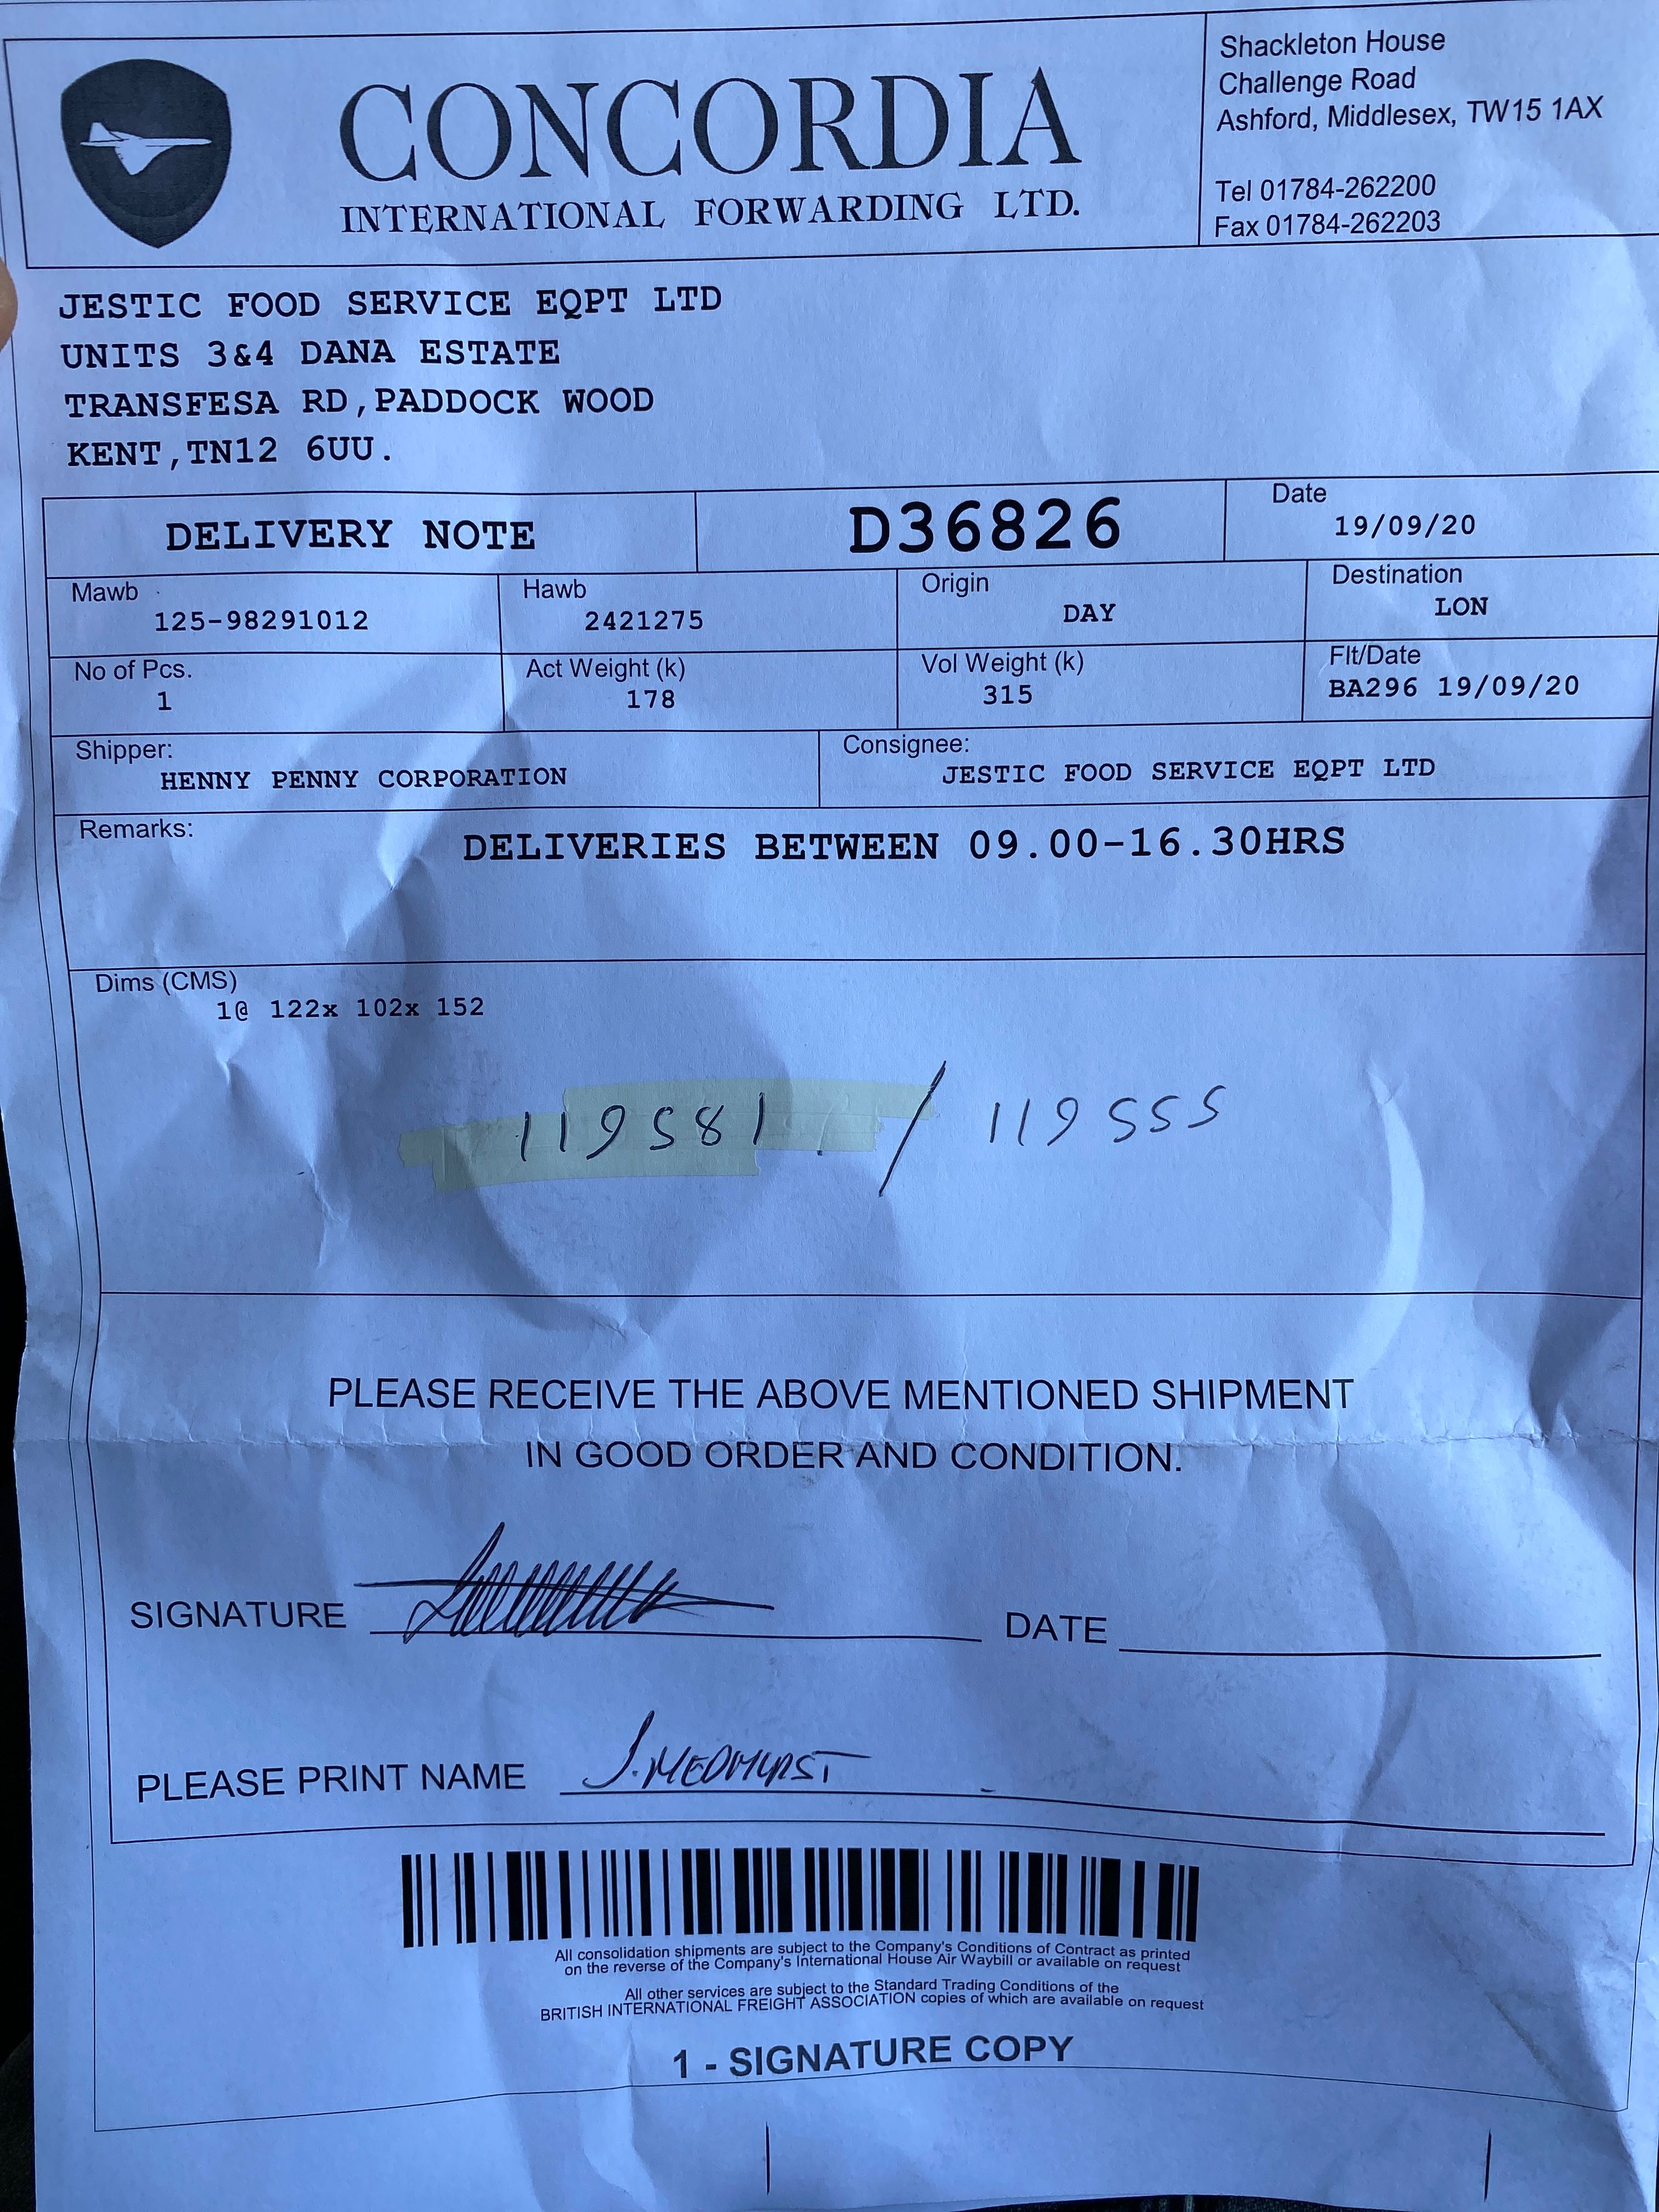 CONCORDIA
INTERNATIONAL FORWARDING LTD.
Shackleton House
Challenge Road
Ashford, Middlesex, TW15 1AX
Tel 01784-262200
Fax 01784-262203
JESTIC FOOD SERVICE EQPT LTD
UNITS 3&4 DANA ESTATE
TRANSFESA RD,PADDOCK WOOD
KENT,TN12 6UU.
DELIVERY NOTE
D36826
Date
19/09/20
Mawb
125-98291012
Hawb
2421275
Origin
DAY
Destination
LON
No of Pcs.
1
Act Weight (k)
178
Vol Weight (k)
315
Flt/Date
BA296 19/09/20
Shipper:
HENNY PENNY CORPORATION
Consignee:
JESTIC FOOD SERVICE EQPT LTD
Remarks:
DELIVERIES BETWEEN 09.00-16.30HRS
Dims (CMS)
1@ 122x 102x 152
119581 / 119555
PLEASE RECEIVE THE ABOVE MENTIONED SHIPMENT
IN GOOD ORDER AND CONDITION.
SIGNATURE
DATE
PLEASE PRINT NAME J.MEDHURST
All consolidation shipments are subject to the Company's Conditions of Contract as printed
on the reverse of the Company's International House Air Waybill or available on request
All other services are subject to the Standard Trading Conditions of the
BRITISH INTERNATIONAL FREIGHT ASSOCIATION copies of which are available on request
1 - SIGNATURE COPY